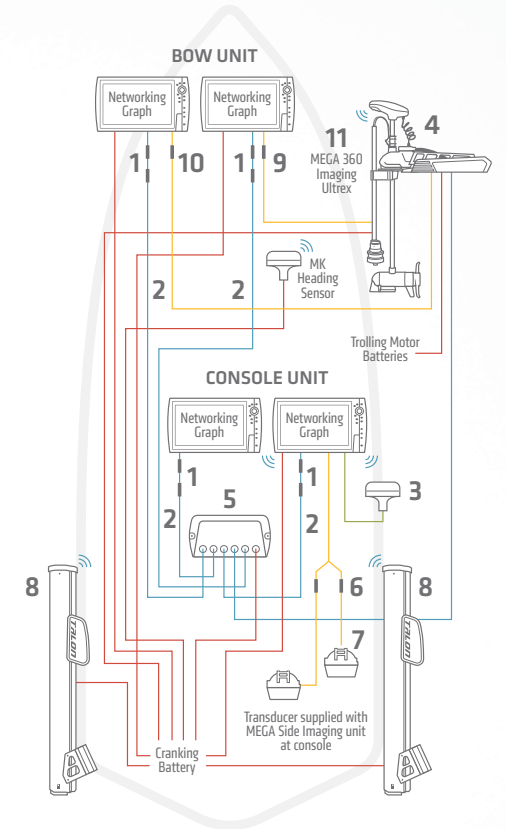 BOW UNIT
Networking
Graph
Networking
Graph
1
10
1
9
11
MEGA 360
Imaging
Ultrex
4
MK
Heading
Sensor
2
2
Trolling Motor
Batteries
CONSOLE UNIT
Networking
Graph
Networking
Graph
1
1
2
5
2
3
8
6
8
7
TALON
TALON
Transducer supplied with
MEGA Side Imaging unit
at console
Cranking
Battery